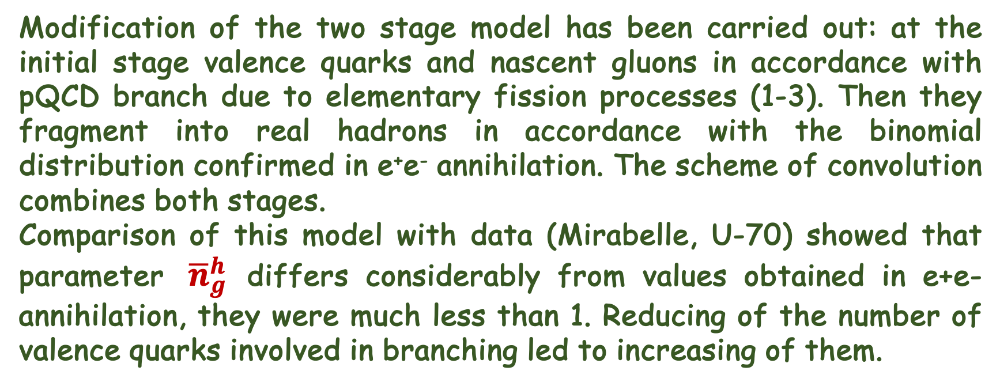 Modification of the two stage model has been carried out: at the
initial stage valence quarks and nascent gluons in accordance with
pQCD branch due to elementary fission processes (1-3). Then they
fragment into real hadrons in accordance with the binomial
distribution confirmed in e⁺e⁻ annihilation. The scheme of convolution
combines both stages.
Comparison of this model with data (Mirabelle, U-70) showed that
parameter n̅ₕᵍ differs considerably from values obtained in e+e-
annihilation, they were much less than 1. Reducing of the number of
valence quarks involved in branching led to increasing of them.